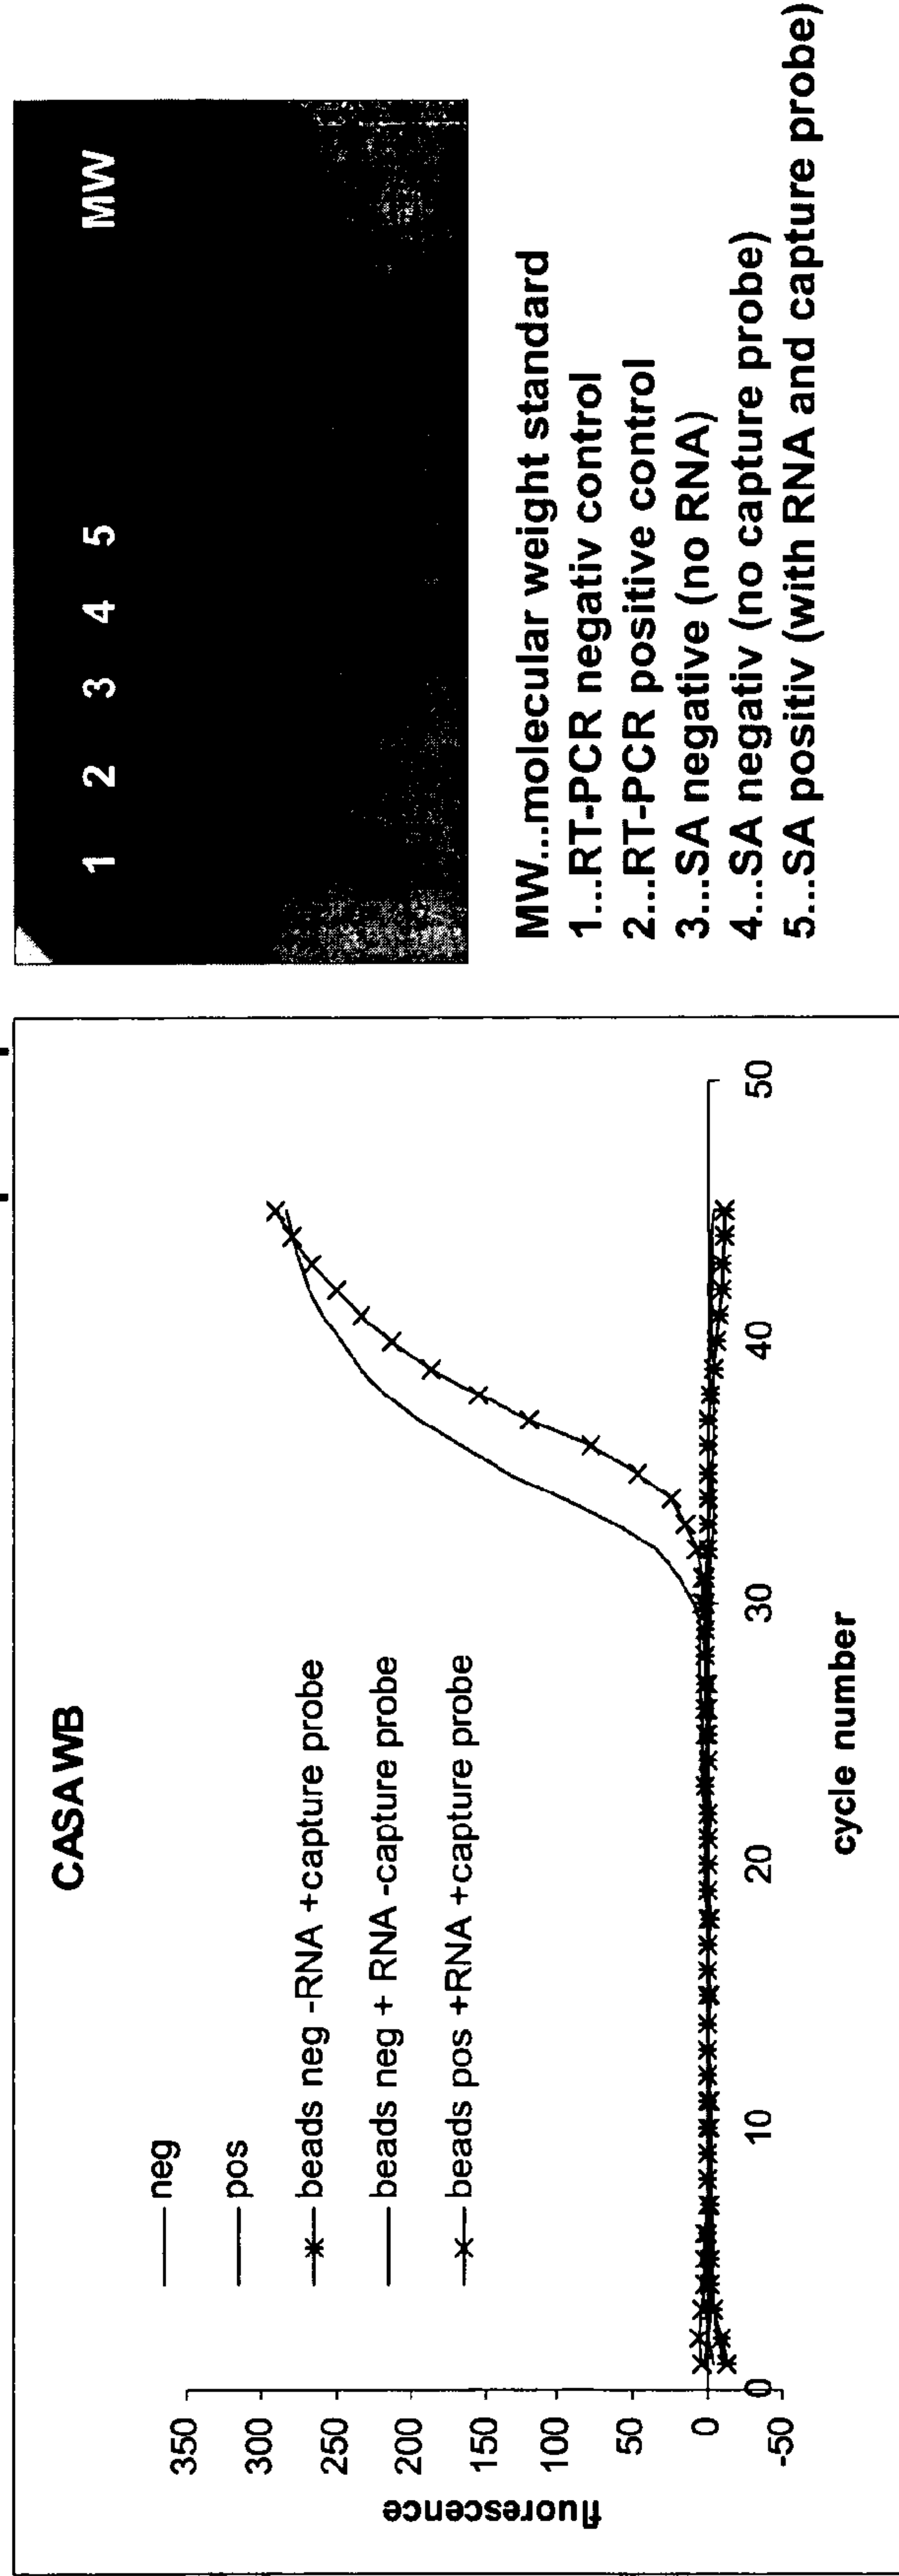 CASAWB
neg
pos
beads neg -RNA +capture probe
beads neg + RNA -capture probe
beads pos +RNA +capture probe
fluorescence
350
300
250
200
150
100
50
0
-50
0
10
20
30
40
50
cycle number
1 2 3 4 5 MW
MW...molecular weight standard
1...RT-PCR negativ control
2...RT-PCR positive control
3...SA negative (no RNA)
4...SA negativ (no capture probe)
5...SA positiv (with RNA and capture probe)